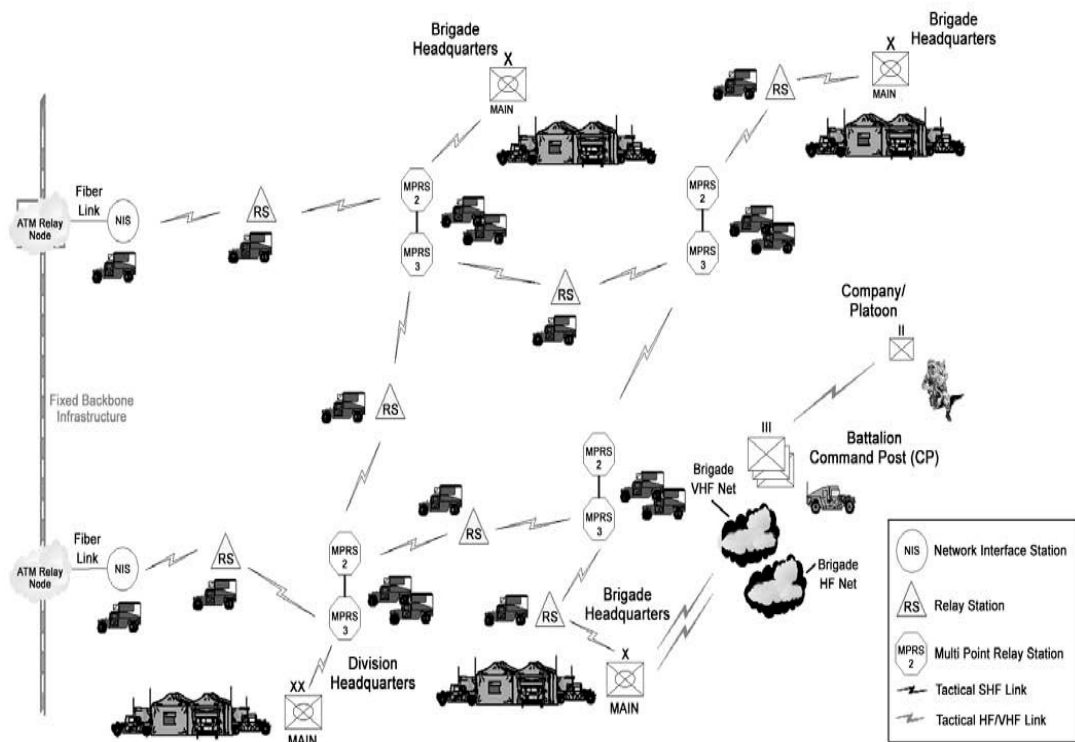 Brigade
Headquarters
X
MAIN
Brigade
Headquarters
X
MAIN
RS
ATM Relay
Node
Fiber
Link
NIS
RS
MPRS
2
MPRS
3
MPRS
2
MPRS
3
RS
Company/
Platoon
II
Fixed Backbone
Infrastructure
RS
III
Battalion
Command Post (CP)
MPRS
2
MPRS
3
Brigade
VHF Net
Brigade
HF Net
ATM Relay
Node
Fiber
Link
NIS
RS
MPRS
2
MPRS
3
RS
RS
Brigade
Headquarters
X
MAIN
Division
Headquarters
XX
MAIN
NIS
Network Interface Station
RS
Relay Station
MPRS
2
Multi Point Relay Station
Tactical SHF Link
Tactical HF/VHF Link